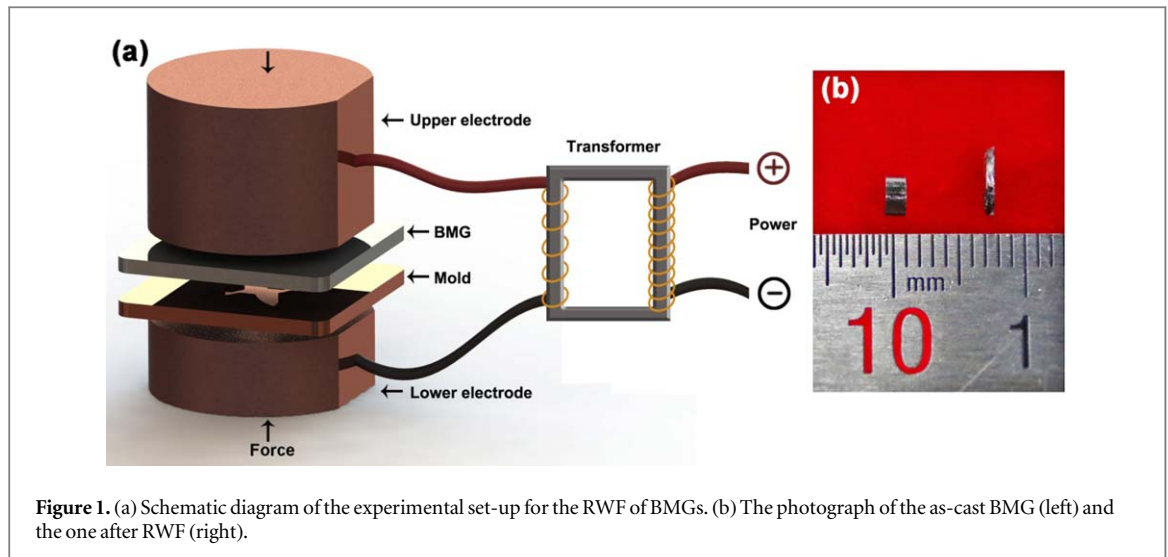 (a)
↓
← Upper electrode
Transformer
+
← BMG
Power
← Mold
−
← Lower electrode
↑
Force
(b)
mm
10 1
Figure 1. (a) Schematic diagram of the experimental set-up for the RWF of BMGs. (b) The photograph of the as-cast BMG (left) and
the one after RWF (right).